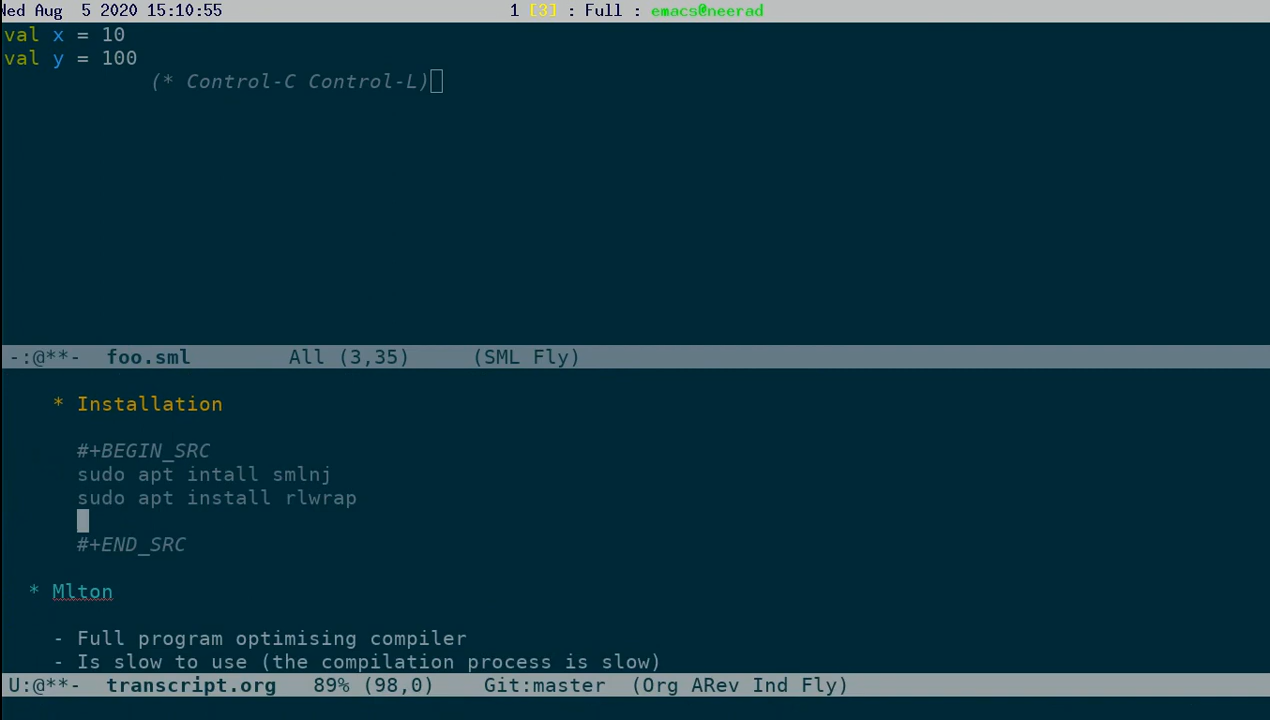 Wed Aug  5 2020 15:10:55 1 [3] : Full : emacs@neerad
val x = 10
val y = 100
(* Control-C Control-L)
-:@**-  foo.sml All (3,35) (SML Fly)
* Installation
#+BEGIN_SRC
sudo apt intall smlnj
sudo apt install rlwrap
#+END_SRC
* Mlton
- Full program optimising compiler
- Is slow to use (the compilation process is slow)
U:@**-  transcript.org 89% (98,0) Git:master (Org ARev Ind Fly)